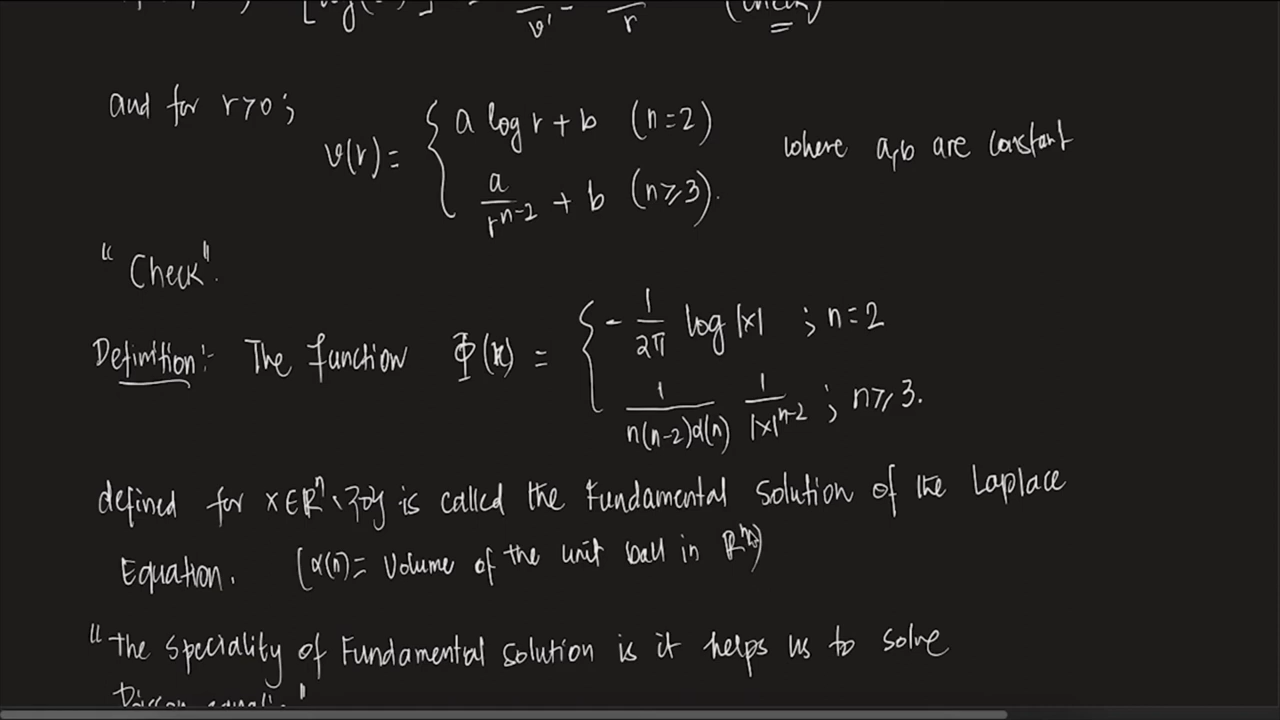 [log( )] = /v' r (check)
and for r>0 ;
v(r) = { a log r + b (n=2)
a/r^{n-2} + b (n≥3). where a,b are constant
"Check".
Definition:- The function Φ(x) = { - 1/2π log |x| ; n=2
1/n(n-2)α(n) 1/|x|^{n-2} ; n≥3.
defined for x∈ℝⁿ∖{0} is called the Fundamental solution of the Laplace
Equation. (α(n) = Volume of the unit ball in ℝⁿ)
"The speciality of Fundamental solution is it helps us to solve